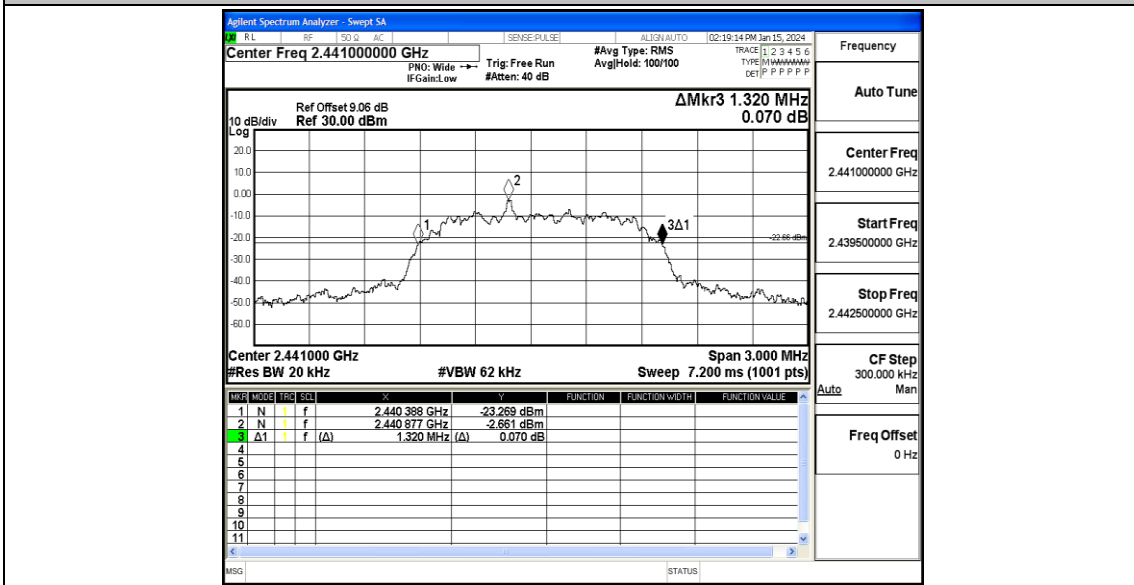 Agilent Spectrum Analyzer - Swept SA
RL RF 50 Ω AC SENSE:PULSE ALIGN AUTO 02:19:14 PM Jan 15, 2024
Center Freq 2.441000000 GHz
PNO: Wide
IFGain:Low
Trig: Free Run
#Atten: 40 dB
#Avg Type: RMS
Avg|Hold: 100/100
TRACE 1 2 3 4 5 6
TYPE M
DET P P P P P P
Ref Offset 9.06 dB
10 dB/div Ref 30.00 dBm
Log
ΔMkr3 1.320 MHz
0.070 dB
20.0
10.0
0.00
-10.0
-20.0
-30.0
-40.0
-50.0
-60.0
1
2
3Δ1
-22.66 dBm
Center 2.441000 GHz Span 3.000 MHz
#Res BW 20 kHz #VBW 62 kHz Sweep 7.200 ms (1001 pts)
MKR MODE TRC SCL X Y FUNCTION FUNCTION WIDTH FUNCTION VALUE
1 N 1 f 2.440 388 GHz -23.269 dBm
2 N 1 f 2.440 877 GHz -2.661 dBm
3 Δ1 1 f (Δ) 1.320 MHz (Δ) 0.070 dB
4
5
6
7
8
9
10
11
MSG STATUS
Frequency
Auto Tune
Center Freq
2.441000000 GHz
Start Freq
2.439500000 GHz
Stop Freq
2.442500000 GHz
CF Step
300.000 kHz
Auto Man
Freq Offset
0 Hz